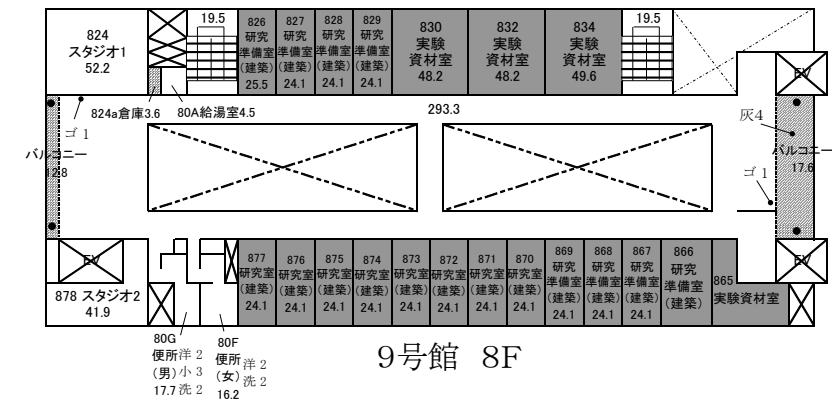 824
スタジオ1
52.2
19.5
826
研究
準備室
(建築)
25.5
827
研究
準備室
(建築)
24.1
828
研究
準備室
(建築)
24.1
829
研究
準備室
(建築)
24.1
830
実験
資材室
48.2
832
実験
資材室
48.2
834
実験
資材室
49.6
19.5
EV
824a倉庫3.6
80A給湯室4.5
293.3
ゴ1
灰4
バルコニー
12.8
バルコニー
17.6
ゴ1
EV
878 スタジオ2
41.9
877
研究室
(建築)
24.1
876
研究室
(建築)
24.1
875
研究室
(建築)
24.1
874
研究室
(建築)
24.1
873
研究室
(建築)
24.1
872
研究室
(建築)
24.1
871
研究室
(建築)
24.1
870
研究室
(建築)
24.1
869
研究
準備室
(建築)
24.1
868
研究
準備室
(建築)
24.1
867
研究
準備室
(建築)
24.1
866
研究
準備室
(建築)
865
実験資材室
EV
80G
便所
(男)
17.7
洋2
小3
洗2
80F
便所
(女)
16.2
洋2
洗2
9号館 8F